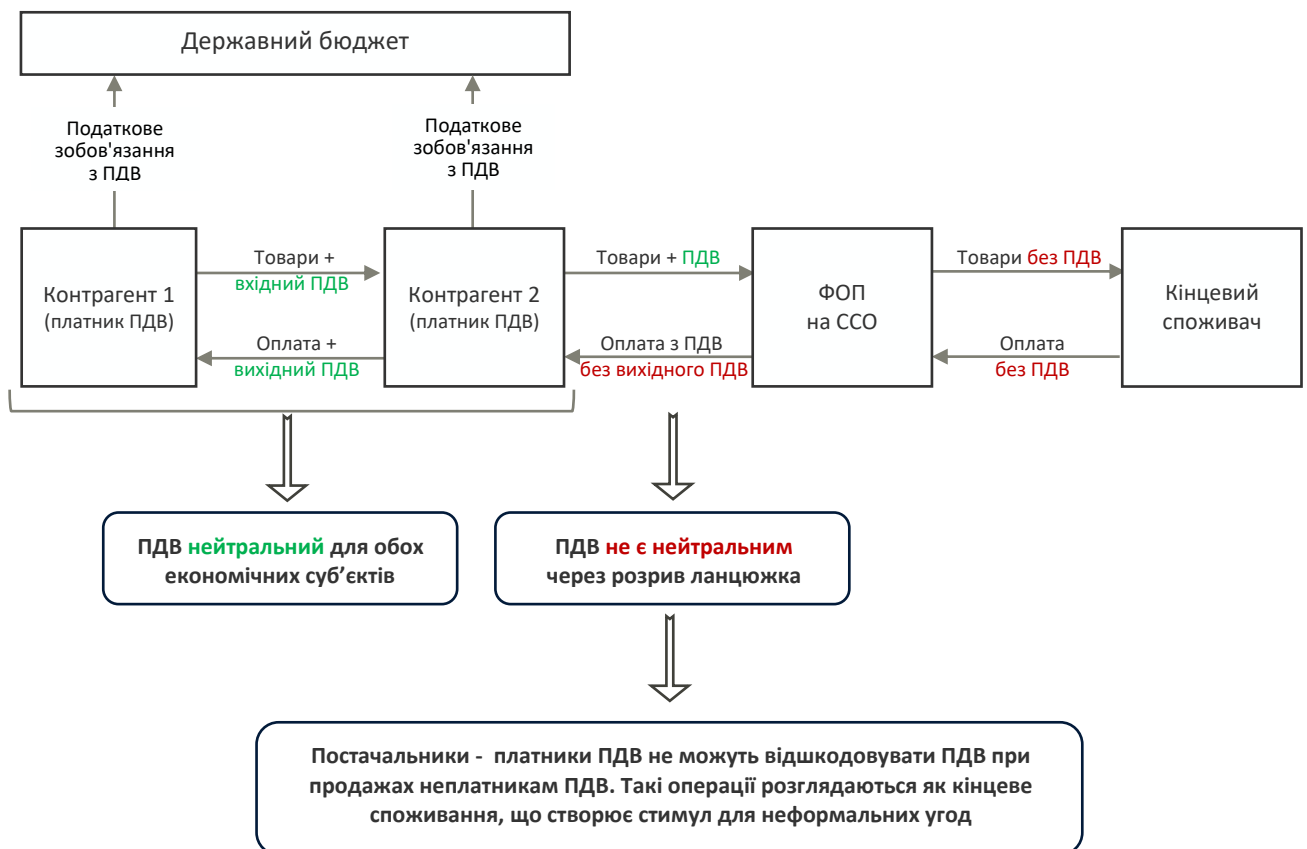 Державний бюджет
Податкове
зобов'язання
з ПДВ
Податкове
зобов'язання
з ПДВ
Контрагент 1
(платник ПДВ)
Товари +
вхідний ПДВ
Оплата +
вихідний ПДВ
Контрагент 2
(платник ПДВ)
Товари + ПДВ
Оплата з ПДВ
без вихідного ПДВ
ФОП
на ССО
Товари без ПДВ
Оплата
без ПДВ
Кінцевий
споживач
ПДВ нейтральний для обох
економічних суб’єктів
ПДВ не є нейтральним
через розрив ланцюжка
Постачальники - платники ПДВ не можуть відшкодовувати ПДВ при
продажах неплатникам ПДВ. Такі операції розглядаються як кінцеве
споживання, що створює стимул для неформальних угод